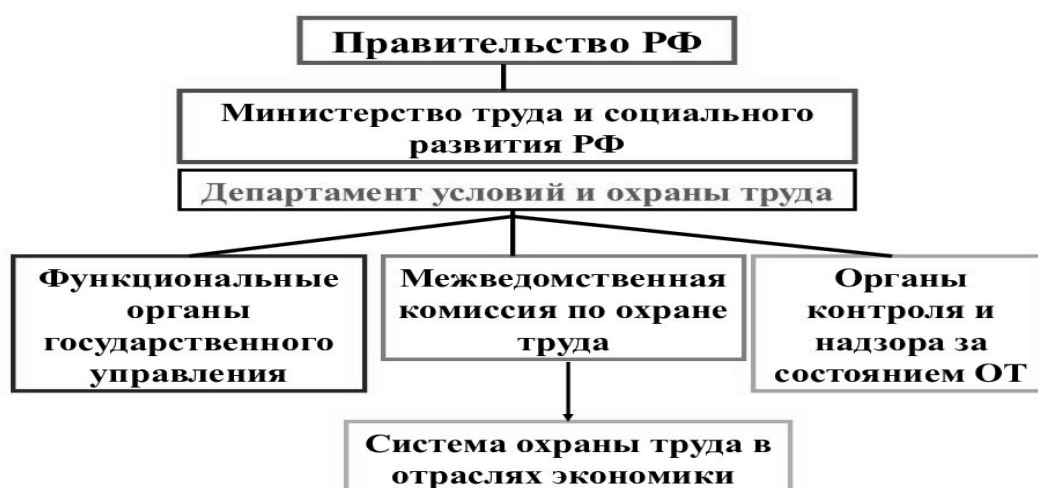 Правительство РФ
Министерство труда и социального
развития РФ
Департамент условий и охраны труда
Функциональные
органы
государственного
управления
Межведомственная
комиссия по охране
труда
Органы
контроля и
надзора за
состоянием ОТ
Система охраны труда в
отраслях экономики